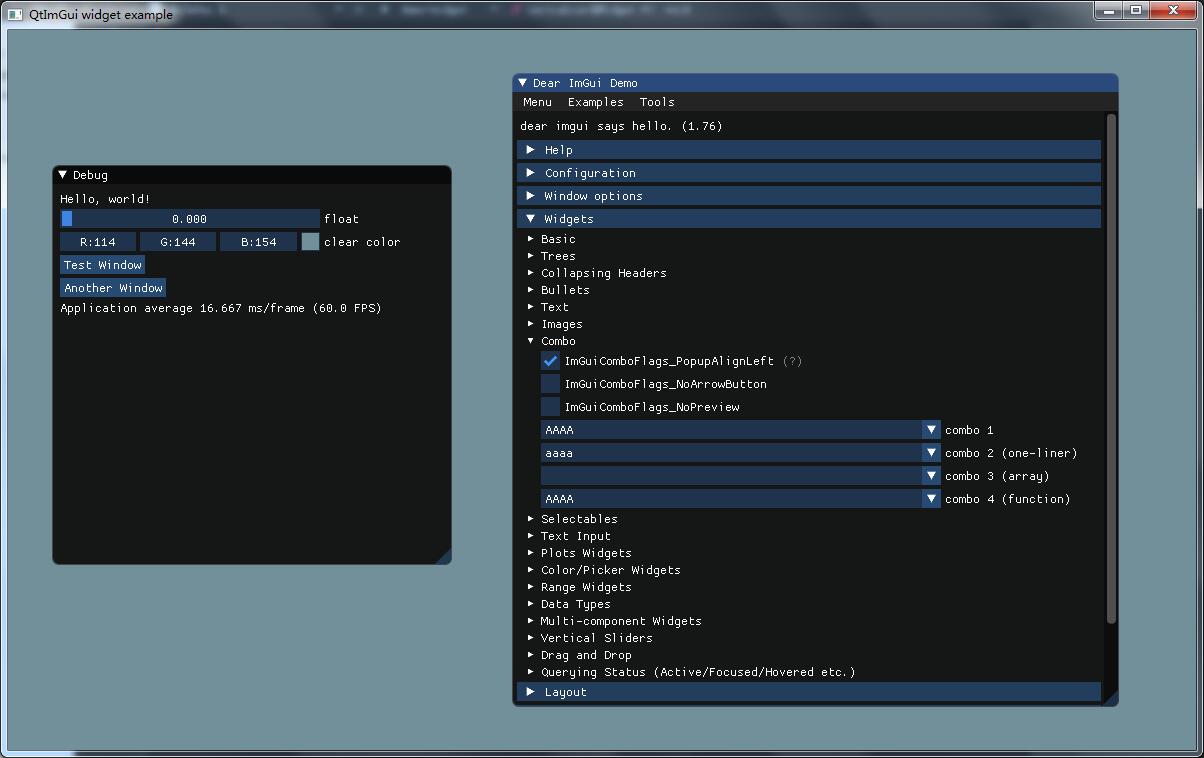 QtImGui widget example
Debug
Hello, world!
0.000 float
R:114 G:144 B:154 clear color
Test Window
Another Window
Application average 16.667 ms/frame (60.0 FPS)
Dear ImGui Demo
Menu Examples Tools
dear imgui says hello. (1.76)
Help
Configuration
Window options
Widgets
Basic
Trees
Collapsing Headers
Bullets
Text
Images
Combo
ImGuiComboFlags_PopupAlignLeft (?)
ImGuiComboFlags_NoArrowButton
ImGuiComboFlags_NoPreview
AAAA combo 1
aaaa combo 2 (one-liner)
combo 3 (array)
AAAA combo 4 (function)
Selectables
Text Input
Plots Widgets
Color/Picker Widgets
Range Widgets
Data Types
Multi-component Widgets
Vertical Sliders
Drag and Drop
Querying Status (Active/Focused/Hovered etc.)
Layout